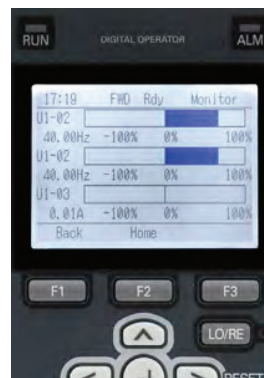 RUN DIGITAL OPERATOR ALM
17:19 FWD Rdy Monitor
U1-02
40.00Hz -100% 0% 100%
U1-02
40.00Hz -100% 0% 100%
U1-03
0.01A -100% 0% 100%
Back Home
F1 F2 F3
LO/RE
RESET